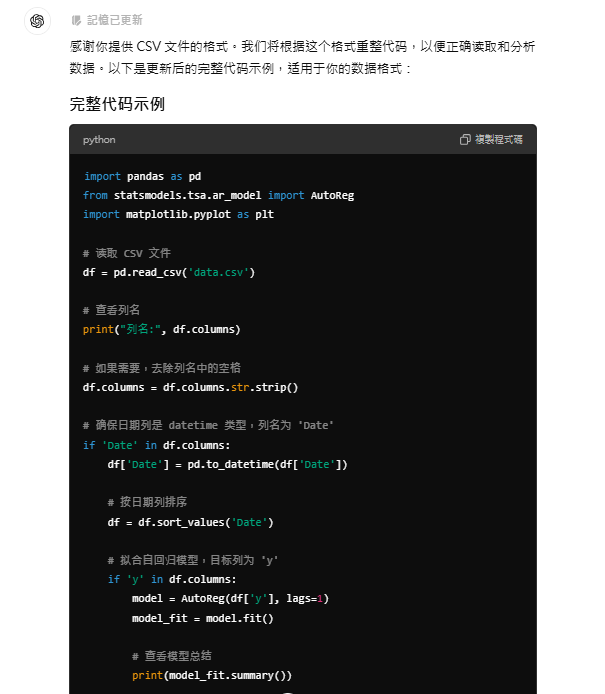 記憶已更新
感谢你提供 CSV 文件的格式。我们将根据这个格式重整代码，以便正确读取和分析
数据。以下是更新后的完整代码示例，适用于你的数据格式：
完整代码示例
python 複製程式碼
import pandas as pd
from statsmodels.tsa.ar_model import AutoReg
import matplotlib.pyplot as plt
# 读取 CSV 文件
df = pd.read_csv('data.csv')
# 查看列名
print("列名:", df.columns)
# 如果需要，去除列名中的空格
df.columns = df.columns.str.strip()
# 确保日期列是 datetime 类型，列名为 'Date'
if 'Date' in df.columns:
    df['Date'] = pd.to_datetime(df['Date'])
    # 按日期列排序
    df = df.sort_values('Date')
    # 拟合自回归模型，目标列为 'y'
    if 'y' in df.columns:
        model = AutoReg(df['y'], lags=1)
        model_fit = model.fit()
        # 查看模型总结
        print(model_fit.summary())